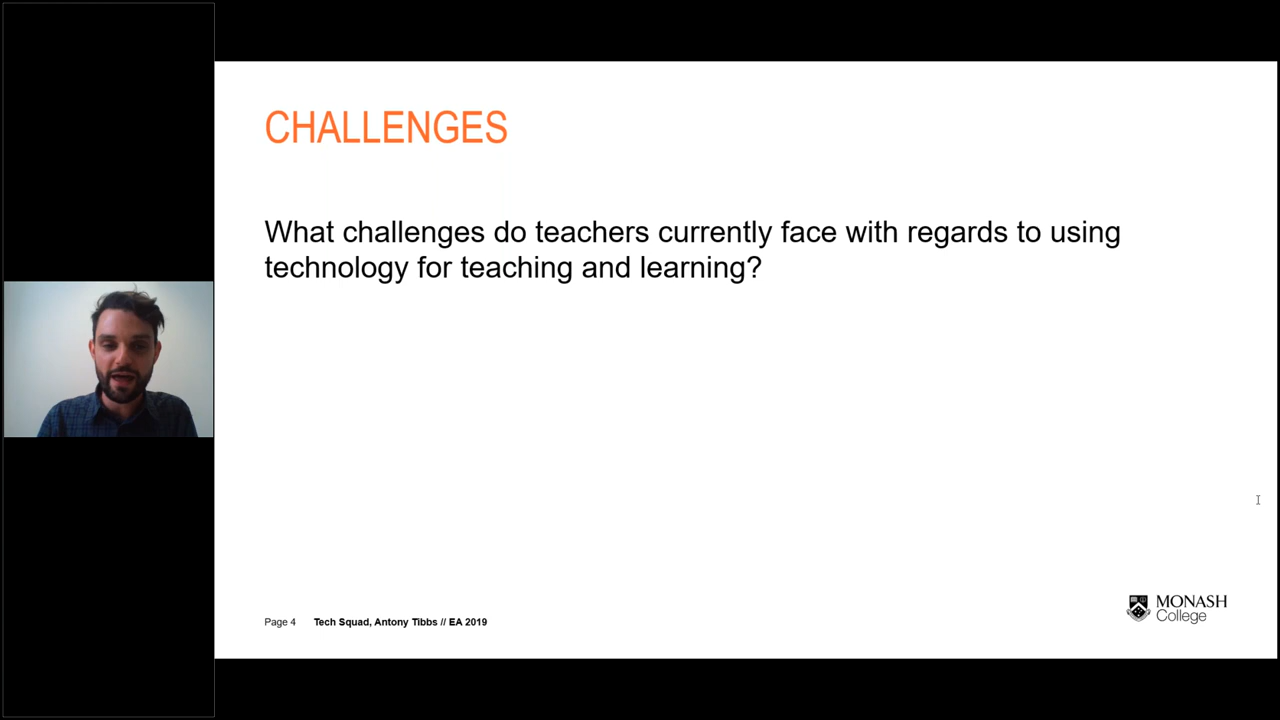 CHALLENGES
What challenges do teachers currently face with regards to using
technology for teaching and learning?
Page 4 Tech Squad, Antony Tibbs // EA 2019
MONASH
College